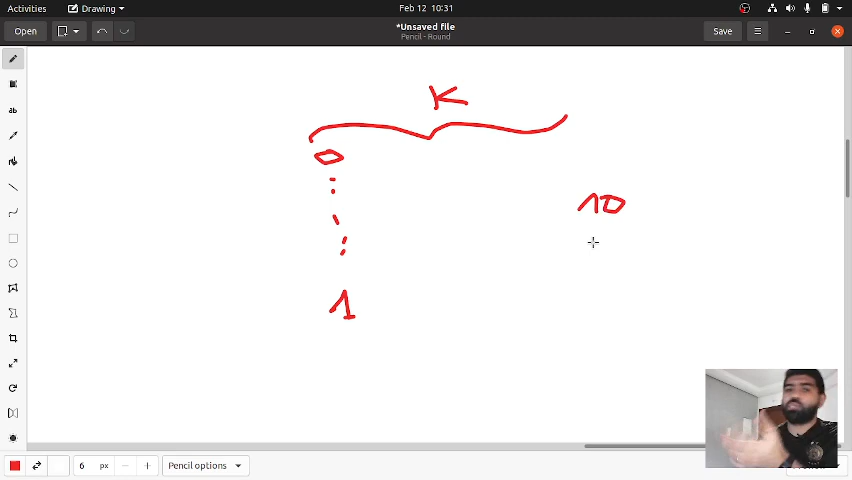 Activities
Drawing
Feb 12 10:31
Open
*Unsaved file
Pencil - Round
Save
K
0
10
1
6 px
Pencil options